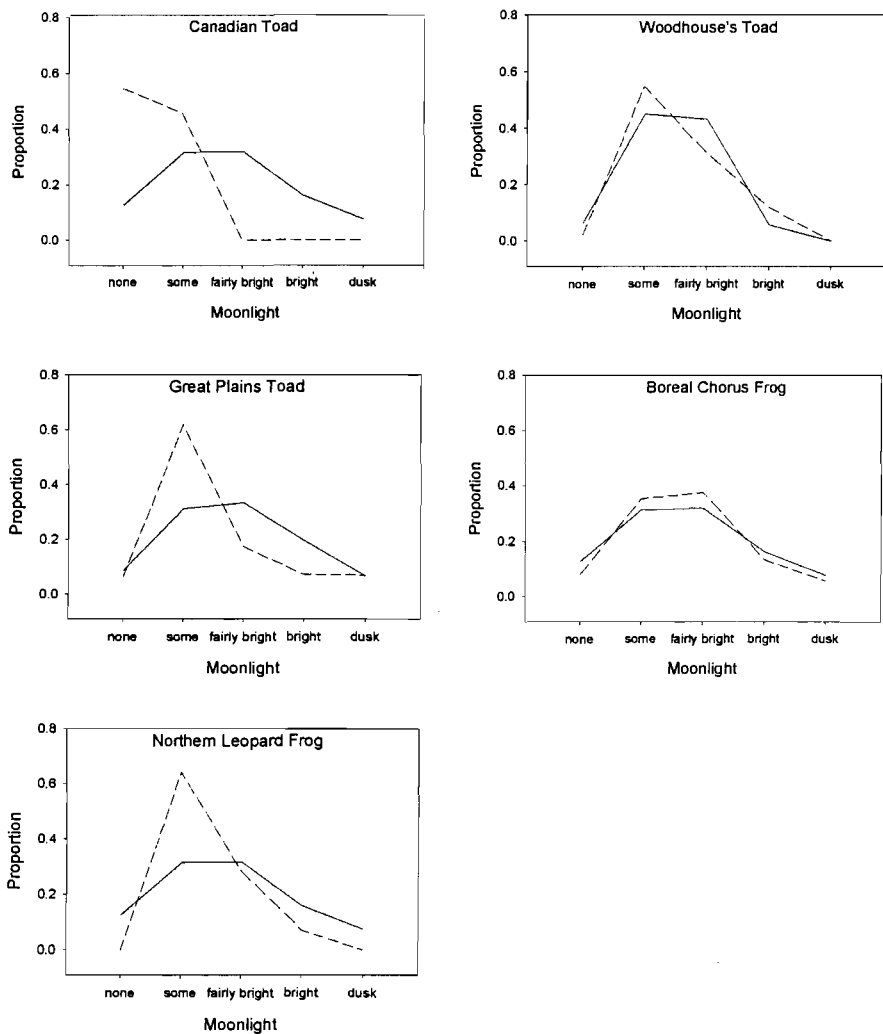 Canadian Toad
Proportion
0.8
0.6
0.4
0.2
0.0
none some fairly bright bright dusk
Moonlight
Woodhouse's Toad
Proportion
0.8
0.6
0.4
0.2
0.0
none some fairly bright bright dusk
Moonlight
Great Plains Toad
Proportion
0.8
0.6
0.4
0.2
0.0
none some fairly bright bright dusk
Moonlight
Boreal Chorus Frog
Proportion
0.8
0.6
0.4
0.2
0.0
none some fairly bright bright dusk
Moonlight
Northern Leopard Frog
Proportion
0.8
0.6
0.4
0.2
0.0
none some fairly bright bright dusk
Moonlight